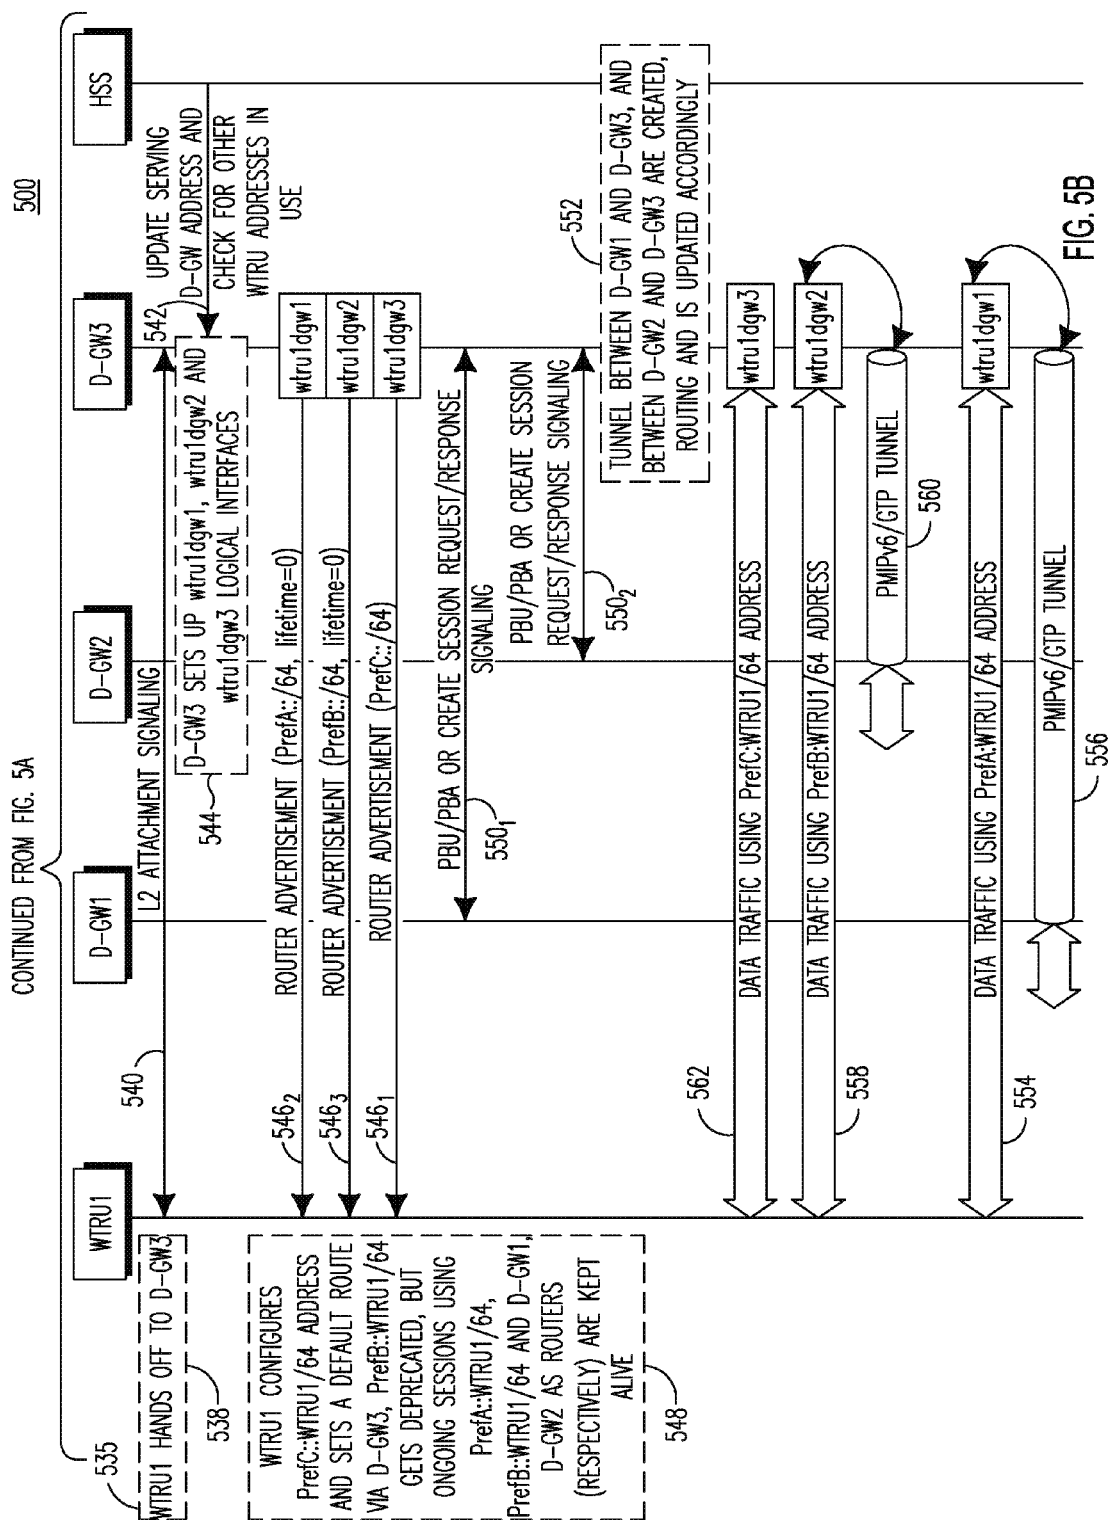 500
CONTINUED FROM FIG. 5A
WTRU1
D-GW1
D-GW2
D-GW3
HSS
535
WTRU1 HANDS OFF TO D-GW3
538
540
L2 ATTACHMENT SIGNALING
542
UPDATE SERVING
D-GW ADDRESS AND
CHECK FOR OTHER
WTRU ADDRESSES IN
USE
D-GW3 SETS UP wtru1dgw1, wtru1dgw2 AND
wtru1dgw3 LOGICAL INTERFACES
544
546₂
ROUTER ADVERTISEMENT (PrefA::/64, lifetime=0)
wtru1dgw1
546₃
ROUTER ADVERTISEMENT (PrefB::/64, lifetime=0)
wtru1dgw2
546₁
ROUTER ADVERTISEMENT (PrefC::/64)
wtru1dgw3
WTRU1 CONFIGURES
PrefC::WTRU1/64 ADDRESS
AND SETS A DEFAULT ROUTE
VIA D-GW3, PrefB::WTRU1/64
GETS DEPRECATED, BUT
ONGOING SESSIONS USING
PrefA::WTRU1/64,
PrefB::WTRU1/64 AND D-GW1,
D-GW2 AS ROUTERS
(RESPECTIVELY) ARE KEPT
ALIVE
548
PBU/PBA OR CREATE SESSION REQUEST/RESPONSE
SIGNALING
550₁
PBU/PBA OR CREATE SESSION
REQUEST/RESPONSE SIGNALING
550₂
552
TUNNEL BETWEEN D-GW1 AND D-GW3, AND
BETWEEN D-GW2 AND D-GW3 ARE CREATED,
ROUTING AND IS UPDATED ACCORDINGLY
562
DATA TRAFFIC USING PrefC:WTRU1/64 ADDRESS
wtru1dgw3
558
DATA TRAFFIC USING PrefB:WTRU1/64 ADDRESS
wtru1dgw2
PMIPv6/GTP TUNNEL
560
554
DATA TRAFFIC USING PrefA:WTRU1/64 ADDRESS
wtru1dgw1
PMIPv6/GTP TUNNEL
556
FIG. 5B